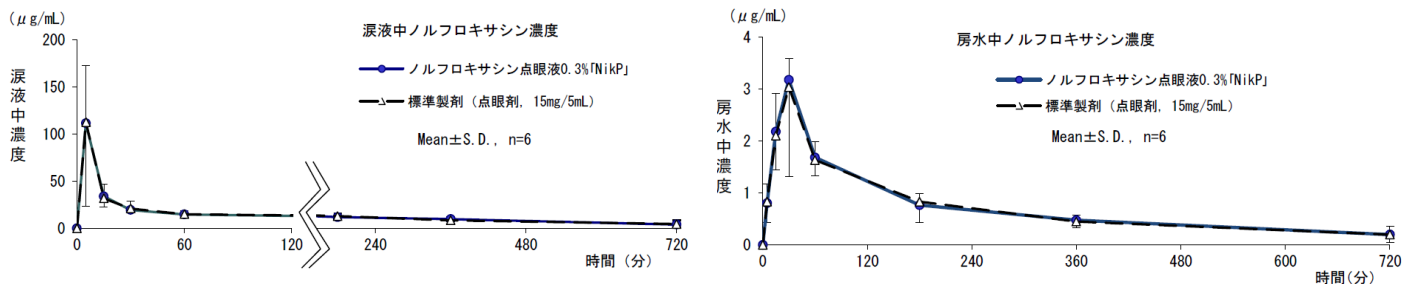 (μg/mL)
涙液中ノルフロキサシン濃度
ノルフロキサシン点眼液0.3%「NikP」
標準製剤（点眼剤, 15mg/5mL）
Mean±S.D., n=6
涙液中濃度
200
150
100
50
0
0 60 120 240 480 720
時間（分）
(μg/mL)
房水中ノルフロキサシン濃度
ノルフロキサシン点眼液0.3%「NikP」
標準製剤（点眼剤, 15mg/5mL）
Mean±S.D., n=6
房水中濃度
4
3
2
1
0
0 120 240 360 480 600 720
時間(分)